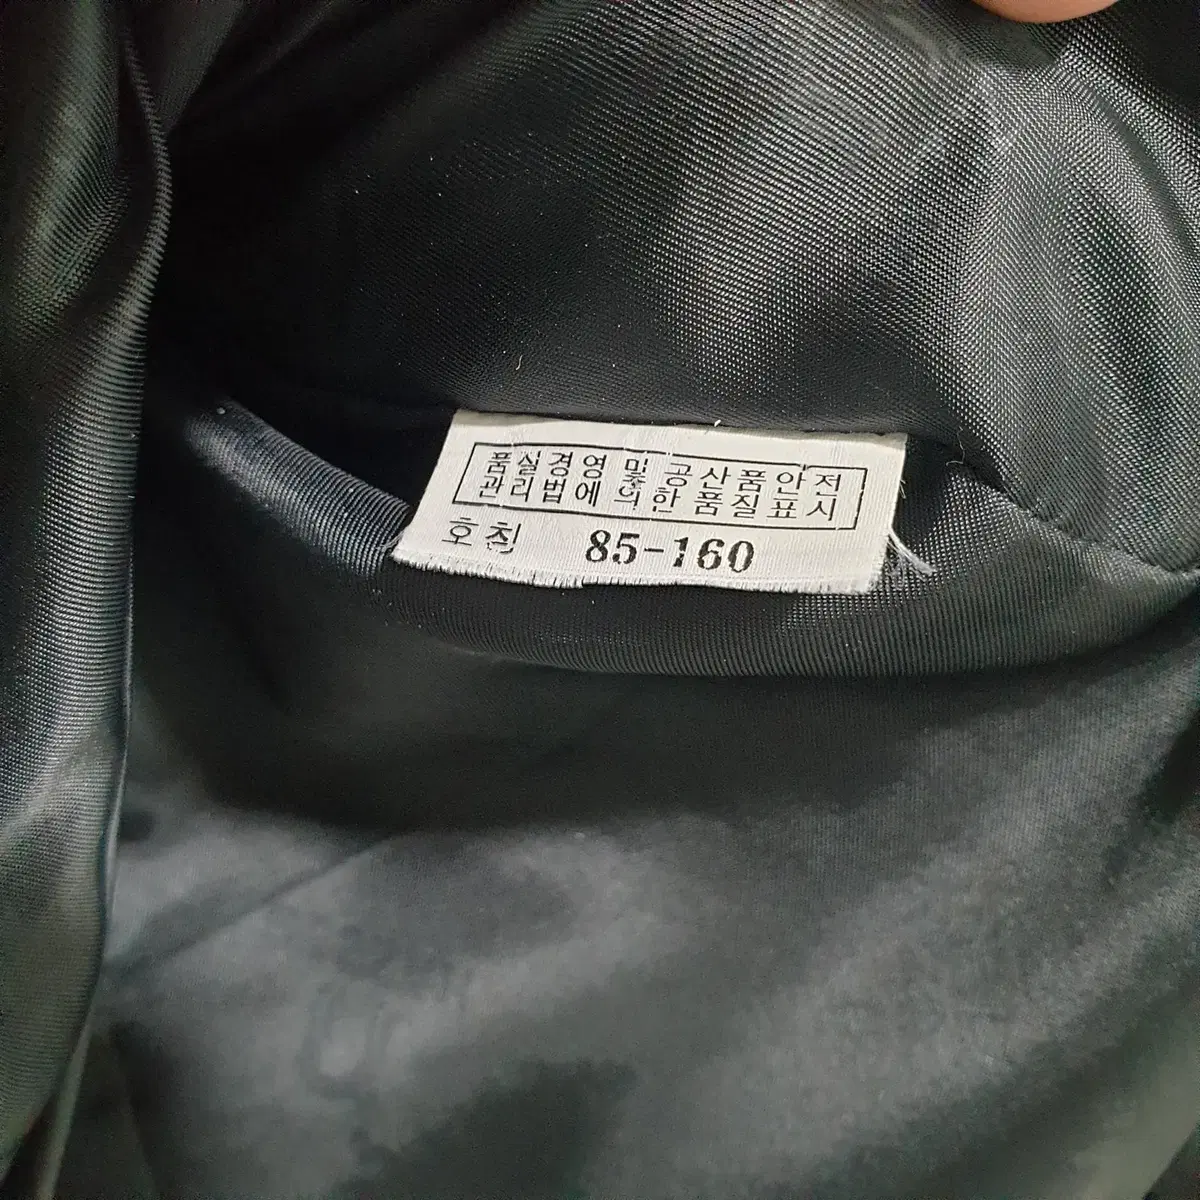 품질경영 및 공산품안전
관리법에 의한 품질표시
호칭 85-160